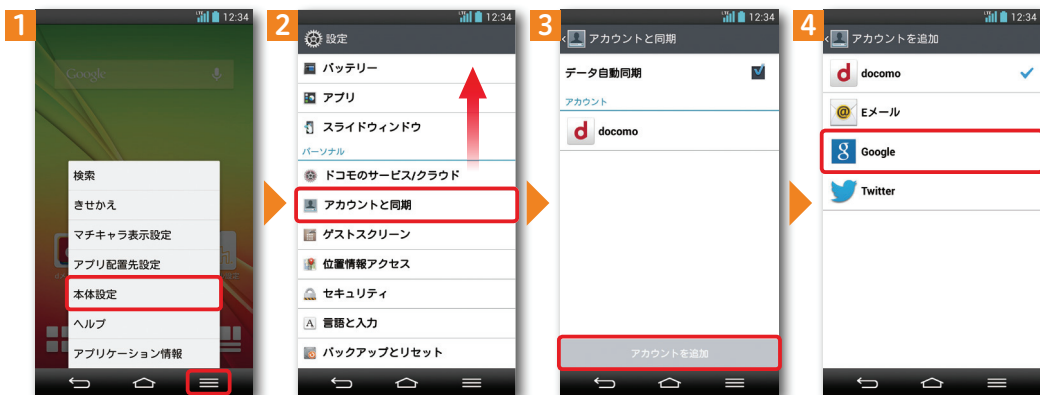 1
12:34
Google
検索
きせかえ
マチキャラ表示設定
アプリ配置先設定
本体設定
ヘルプ
アプリケーション情報
2
12:34
設定
バッテリー
アプリ
スライドウィンドウ
パーソナル
ドコモのサービス/クラウド
アカウントと同期
ゲストスクリーン
位置情報アクセス
セキュリティ
A 言語と入力
バックアップとリセット
3
12:34
アカウントと同期
データ自動同期
アカウント
d docomo
アカウントを追加
4
12:34
アカウントを追加
d docomo
@ Eメール
8 Google
Twitter